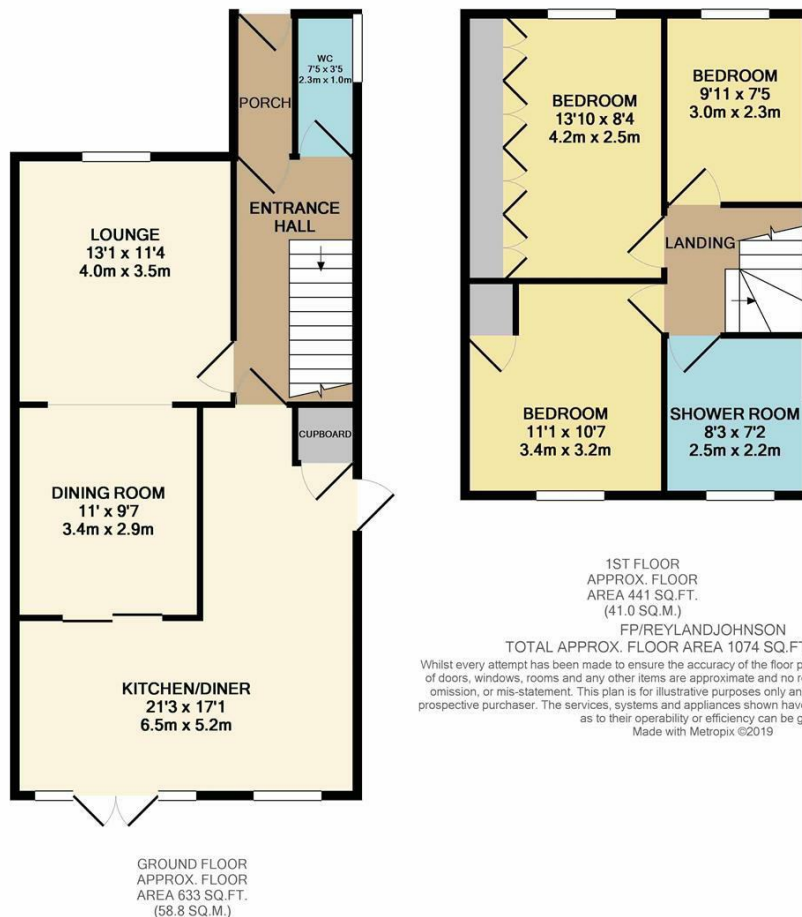 WC
7'5 x 3'5
2.3m x 1.0m
PORCH
ENTRANCE
HALL
LOUNGE
13'1 x 11'4
4.0m x 3.5m
CUPBOARD
DINING ROOM
11' x 9'7
3.4m x 2.9m
KITCHEN/DINER
21'3 x 17'1
6.5m x 5.2m
GROUND FLOOR
APPROX. FLOOR
AREA 633 SQ.FT.
(58.8 SQ.M.)
BEDROOM
13'10 x 8'4
4.2m x 2.5m
BEDROOM
9'11 x 7'5
3.0m x 2.3m
LANDING
BEDROOM
11'1 x 10'7
3.4m x 3.2m
SHOWER ROOM
8'3 x 7'2
2.5m x 2.2m
1ST FLOOR
APPROX. FLOOR
AREA 441 SQ.FT.
(41.0 SQ.M.)
FP/REYLANDJOHNSON
TOTAL APPROX. FLOOR AREA 1074 SQ.FT
Whilst every attempt has been made to ensure the accuracy of the floor
of doors, windows, rooms and any other items are approximate and no
omission, or mis-statement. This plan is for illustrative purposes only
prospective purchaser. The services, systems and appliances shown
as to their operability or efficiency can be
Made with Metropix ©2019